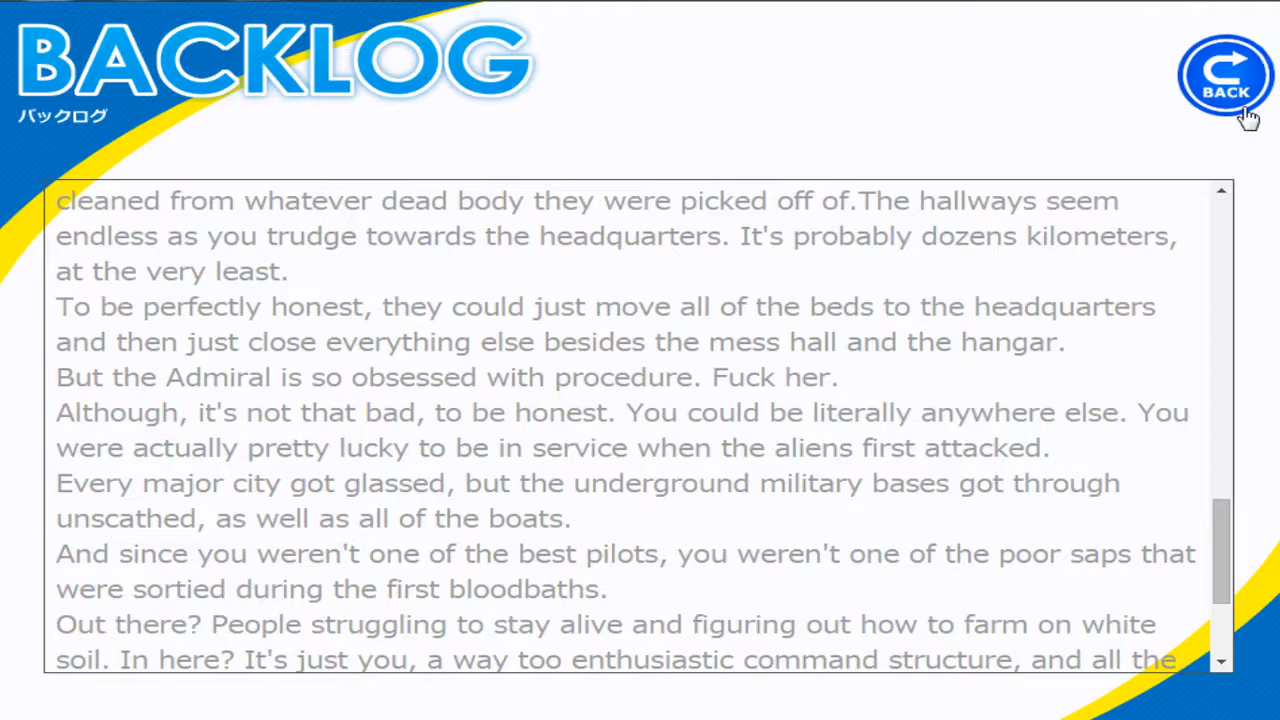 BACKLOG
バックログ
BACK
cleaned from whatever dead body they were picked off of.The hallways seem
endless as you trudge towards the headquarters. It's probably dozens kilometers,
at the very least.
To be perfectly honest, they could just move all of the beds to the headquarters
and then just close everything else besides the mess hall and the hangar.
But the Admiral is so obsessed with procedure. Fuck her.
Although, it's not that bad, to be honest. You could be literally anywhere else. You
were actually pretty lucky to be in service when the aliens first attacked.
Every major city got glassed, but the underground military bases got through
unscathed, as well as all of the boats.
And since you weren't one of the best pilots, you weren't one of the poor saps that
were sortied during the first bloodbaths.
Out there? People struggling to stay alive and figuring out how to farm on white
soil. In here? It's just you, a way too enthusiastic command structure, and all the